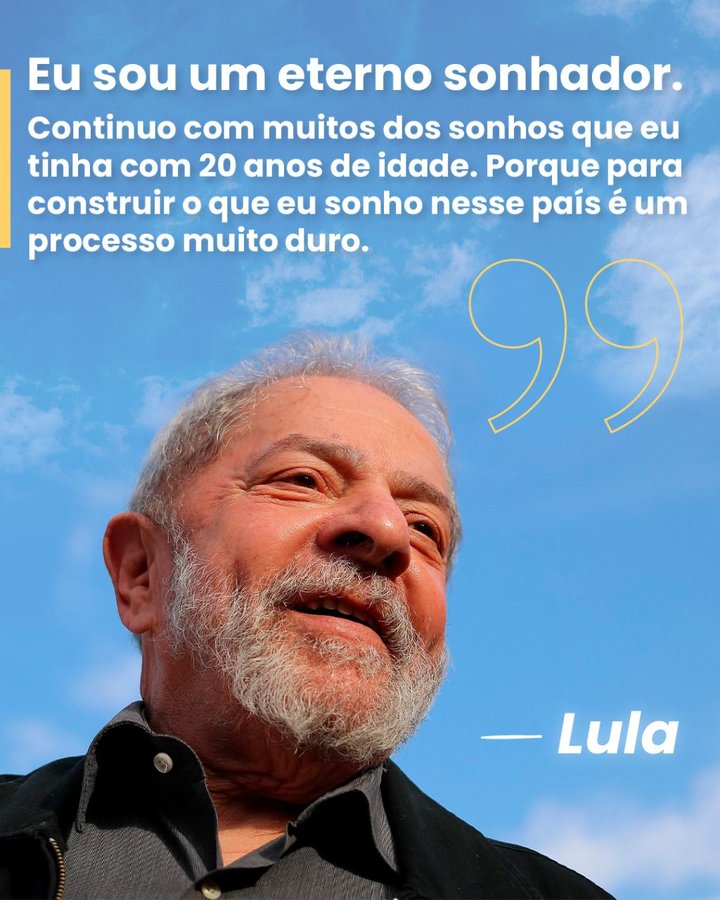 Eu sou um eterno sonhador.
Continuo com muitos dos sonhos que eu
tinha com 20 anos de idade. Porque para
construir o que eu sonho nesse país é um
processo muito duro.
”
— Lula